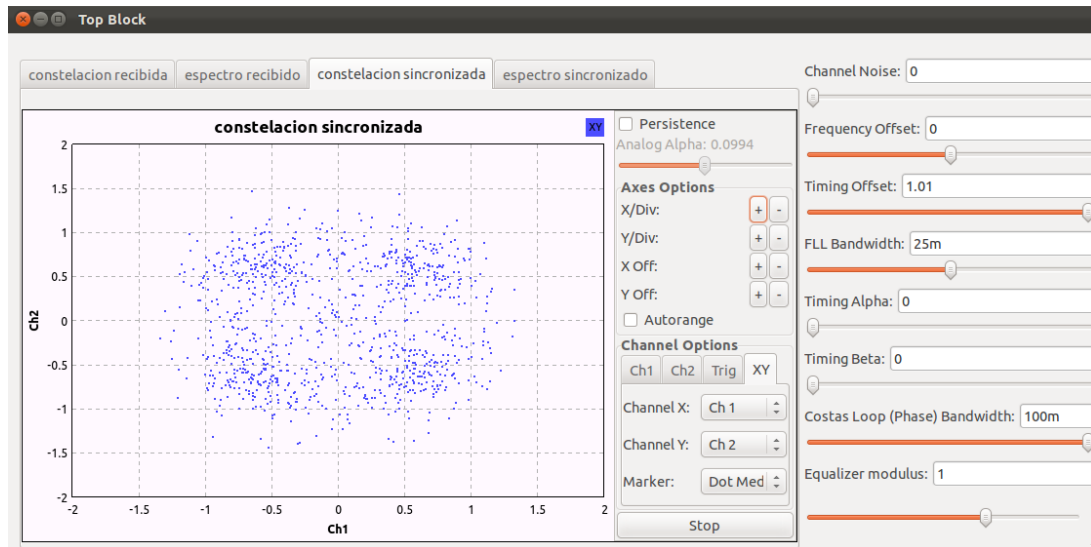 Top Block
constelacion recibida
espectro recibido
constelacion sincronizada
espectro sincronizado
constelacion sincronizada
XY
2
1.5
1
0.5
0
-0.5
-1
-1.5
-2
Ch2
-2 -1.5 -1 -0.5 0 0.5 1 1.5 2
Ch1
Persistence
Analog Alpha: 0.0994
Axes Options
X/Div: + -
Y/Div: + -
X Off: + -
Y Off: + -
Autorange
Channel Options
Ch1 Ch2 Trig XY
Channel X: Ch 1
Channel Y: Ch 2
Marker: Dot Med
Stop
Channel Noise: 0
Frequency Offset: 0
Timing Offset: 1.01
FLL Bandwidth: 25m
Timing Alpha: 0
Timing Beta: 0
Costas Loop (Phase) Bandwidth: 100m
Equalizer modulus: 1